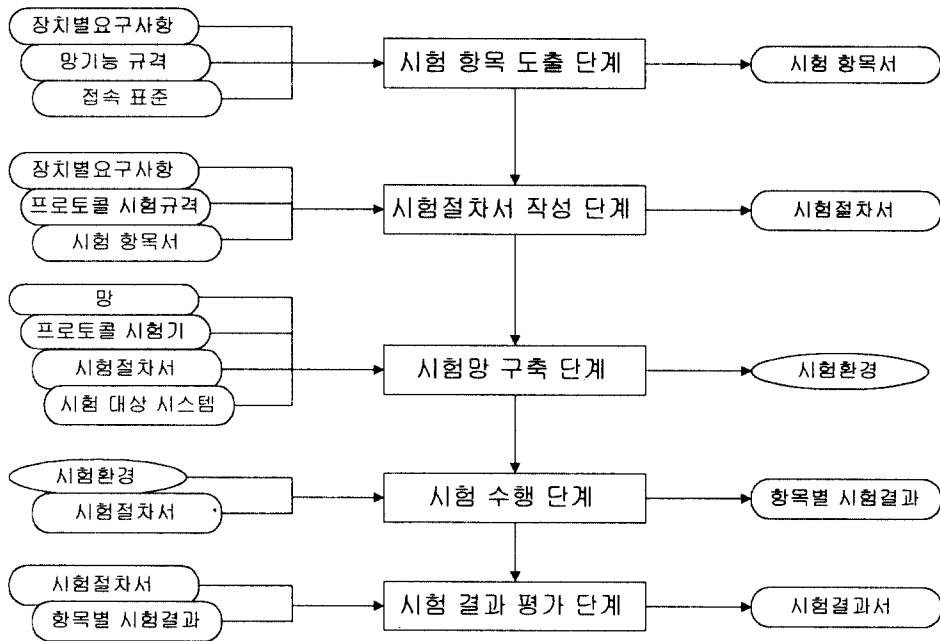 장치별요구사항
망기능 규격
접속 표준
시험 항목 도출 단계
시험 항목서
장치별요구사항
프로토콜 시험규격
시험 항목서
시험절차서 작성 단계
시험절차서
망
프로토콜 시험기
시험절차서
시험 대상 시스템
시험망 구축 단계
시험환경
시험환경
시험절차서
시험 수행 단계
항목별 시험결과
시험절차서
항목별 시험결과
시험 결과 평가 단계
시험결과서